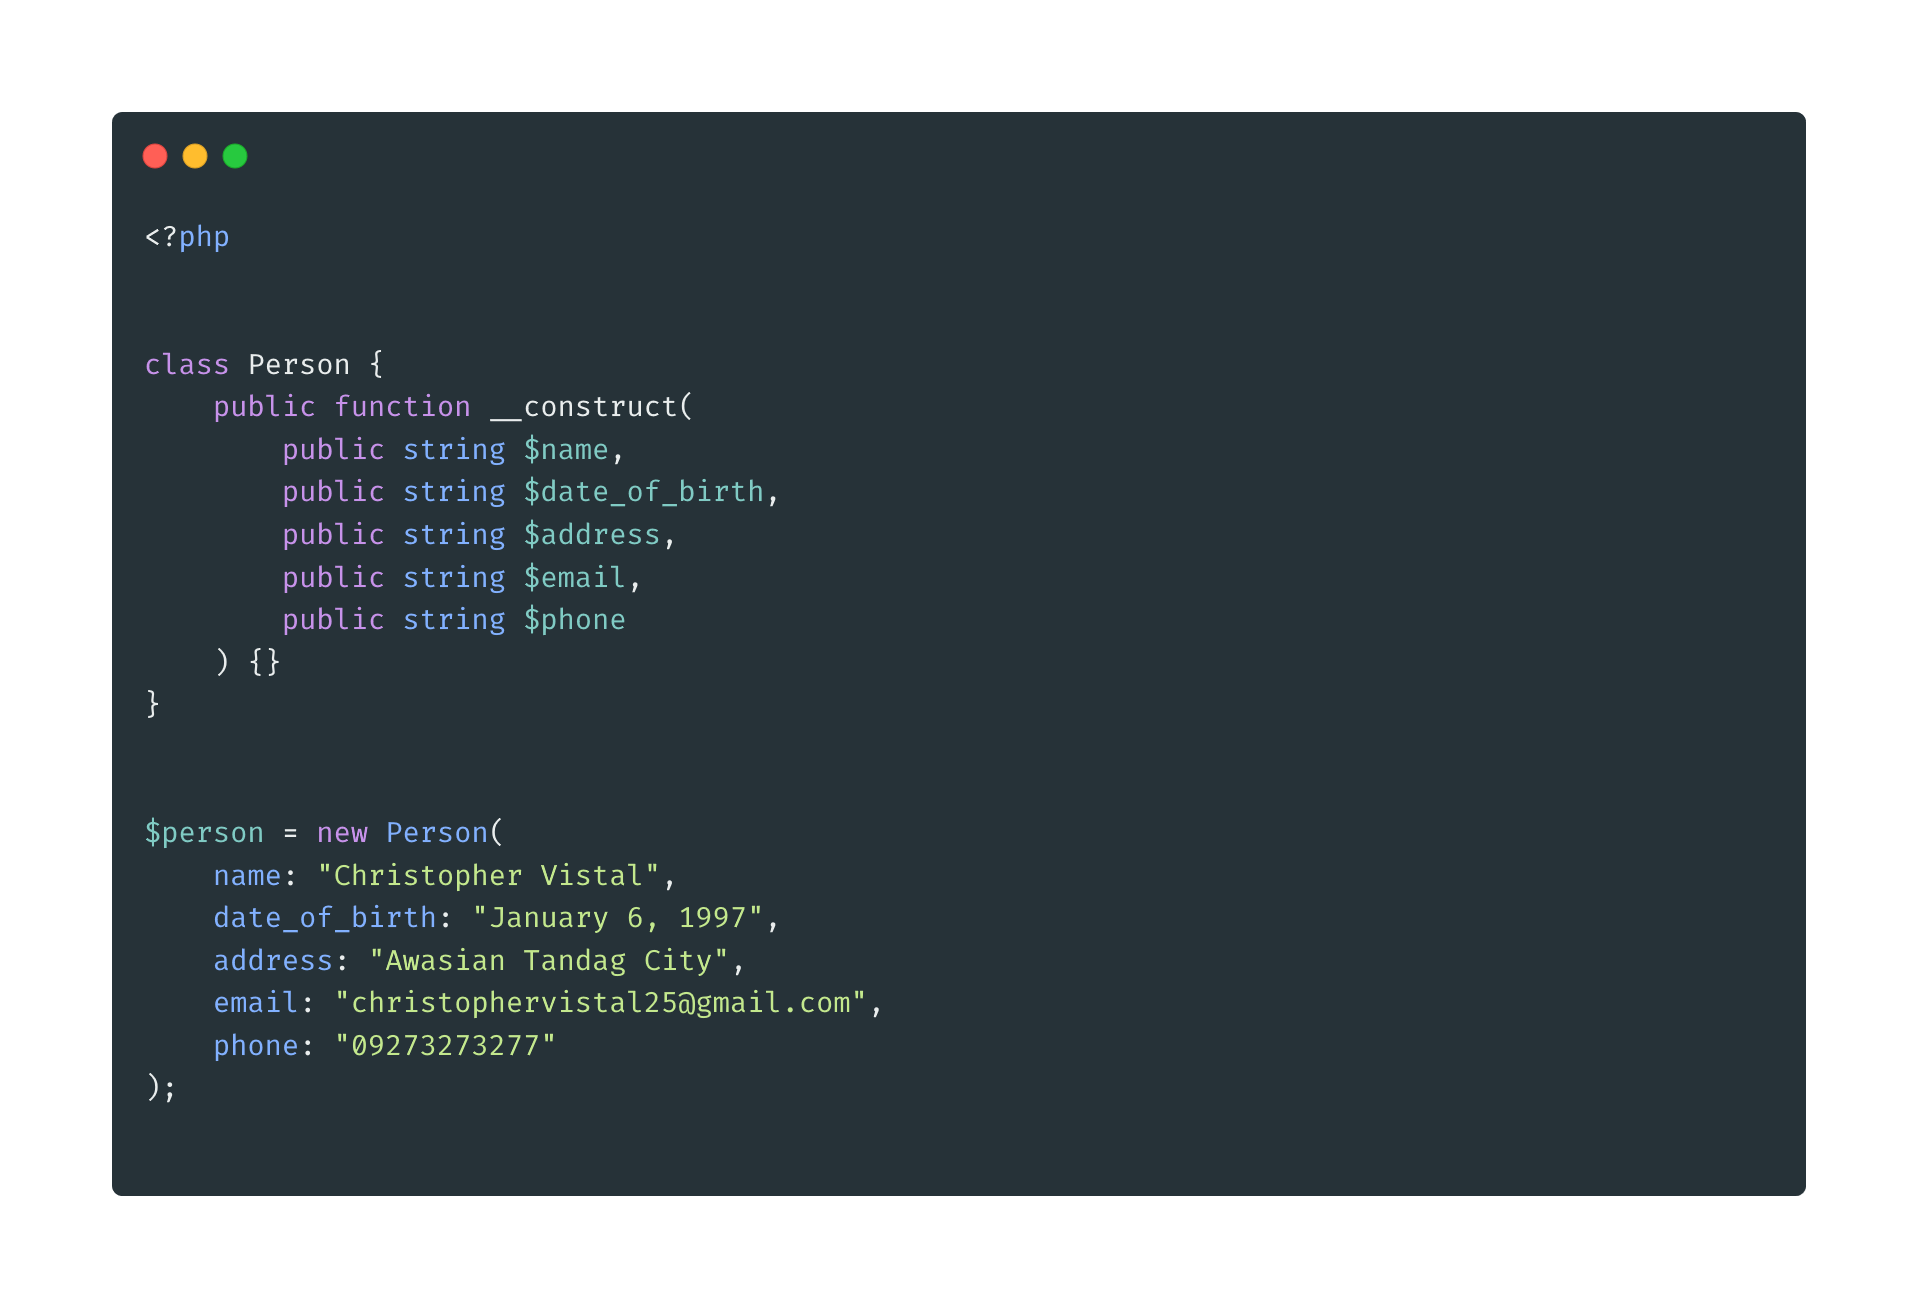 <?php
class Person {
    public function __construct(
        public string $name,
        public string $date_of_birth,
        public string $address,
        public string $email,
        public string $phone
    ) {}
}
$person = new Person(
    name: "Christopher Vistal",
    date_of_birth: "January 6, 1997",
    address: "Awasian Tandag City",
    email: "christophervistal25@gmail.com",
    phone: "09273273277"
);